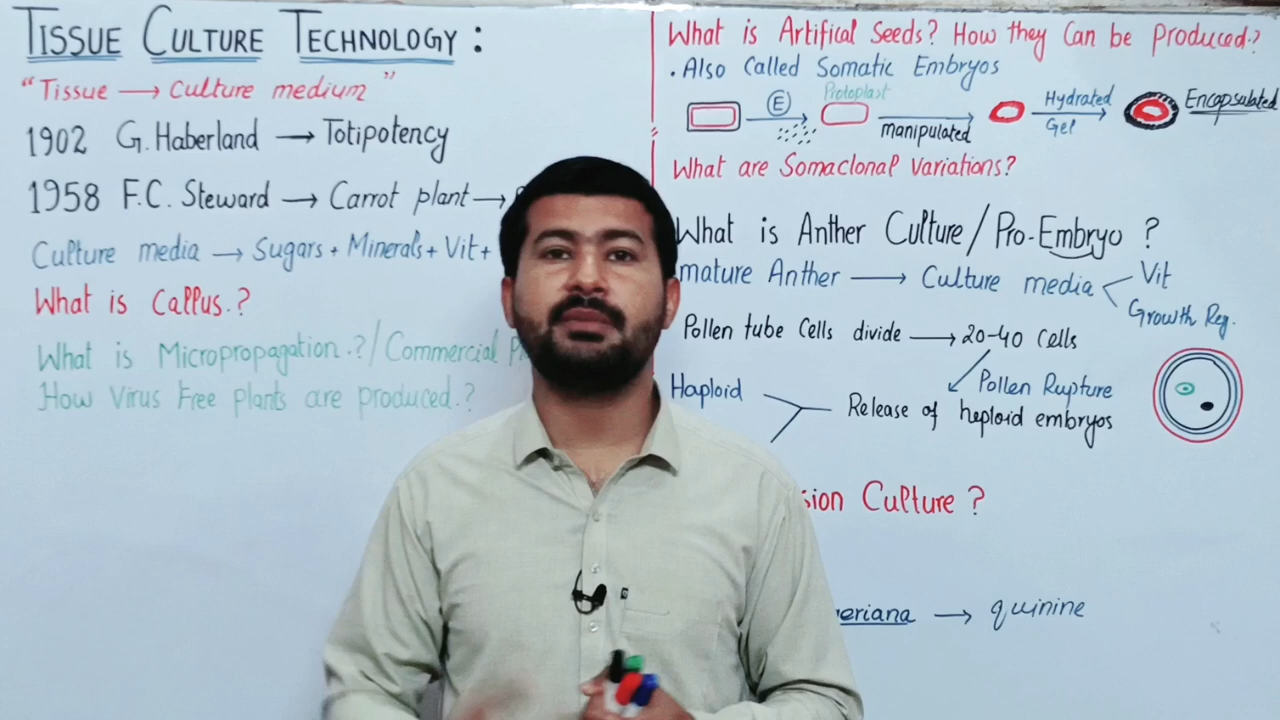 TISSUE CULTURE TECHNOLOGY :
"Tissue → Culture medium"
1902 G. Haberland → Totipotency
1958 F.C. Steward → Carrot plant →
Culture media → Sugars + Minerals + Vit +
What is Callus.?
What is Micropropagation.?/Commercial
How Virus Free plants are produced.?
What is Artifical Seeds? How they Can be Produced.?
. Also Called Somatic Embryos
E
Protoplast
manipulated
Hydrated
Gel
Encapsulated
What are Somaclonal Variations?
What is Anther Culture/Pro-Embryo ?
mature Anther → Culture media
Vit
Growth Reg.
Pollen tube Cells divide → 20-40 Cells
Pollen Rupture
Haploid
Release of heploid embryos
sion Culture ?
eriana → quinine